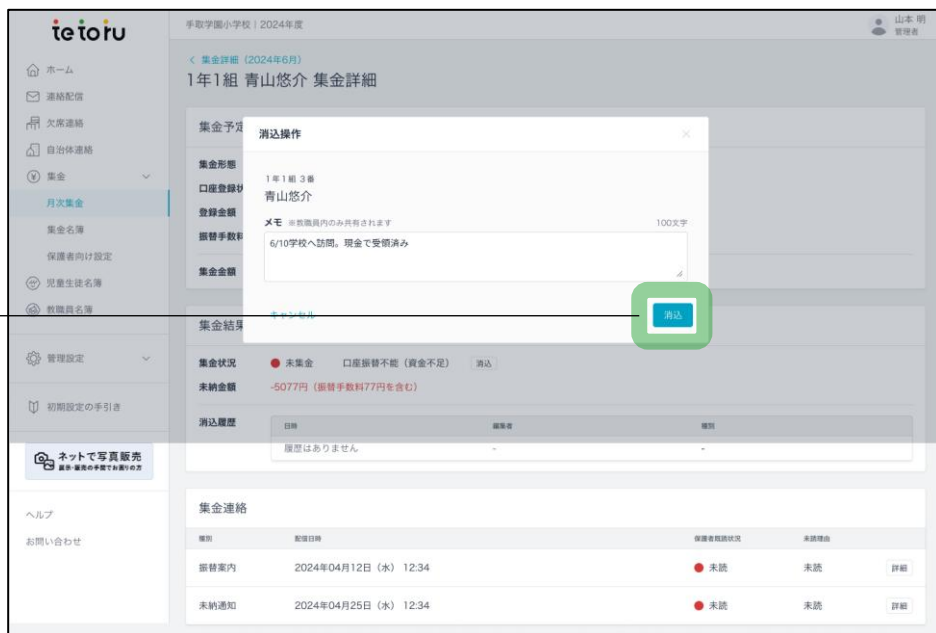 tetoru
手取学園小学校 | 2024年度
山本 明
管理者
ホーム
連絡配信
欠席連絡
自治体連絡
集金
月次集金
集金名簿
保護者向け設定
児童生徒名簿
教職員名簿
管理設定
初期設定の手引き
ネットで写真販売
展示・販売の手間でお困りの方
ヘルプ
お問い合わせ
< 集金詳細（2024年6月）
1年1組 青山悠介 集金詳細
集金予定
集金形態
口座登録状
登録金額
振替手数料
集金金額
消込操作
×
1年1組 3番
青山悠介
メモ ※教職員内のみ共有されます 100文字
6/10学校へ訪問。現金で受領済み
キャンセル
消込
集金結果
集金状況 未集金 口座振替不能（資金不足） 消込
未納金額 -5077円（振替手数料77円を含む）
消込履歴
日時 編集者 種別
履歴はありません - -
集金連絡
種別 配信日時 保護者既読状況 未読理由
振替案内 2024年04月12日（水） 12:34 未読 未読 詳細
未納通知 2024年04月25日（水） 12:34 未読 未読 詳細